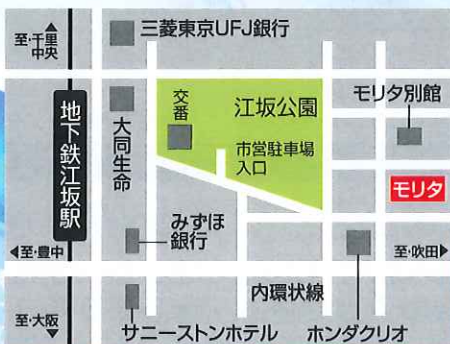 三菱東京UFJ銀行
至・千里
中央
地下鉄江坂駅
大同生命
交番
江坂公園
モリタ別館
市営駐車場
入口
モリタ
みずほ
銀行
至・豊中
至・吹田
内環状線
至・大阪
サニーストンホテル
ホンダクリオ